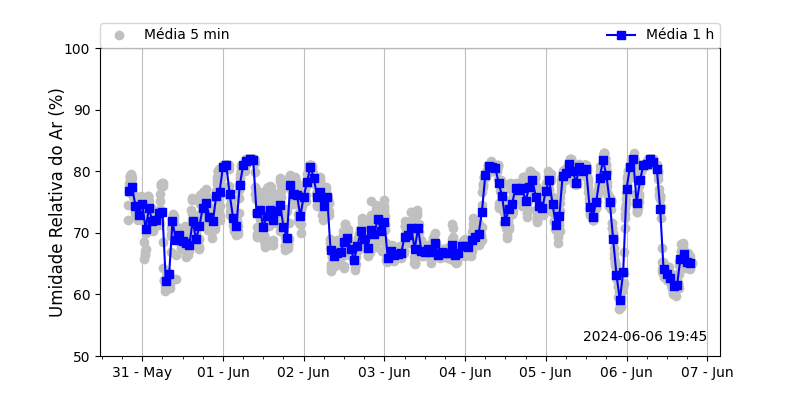 Média 5 min
Média 1 h
Umidade Relativa do Ar (%)
100
90
80
70
60
50
2024-06-06 19:45
31 - May
01 - Jun
02 - Jun
03 - Jun
04 - Jun
05 - Jun
06 - Jun
07 - Jun